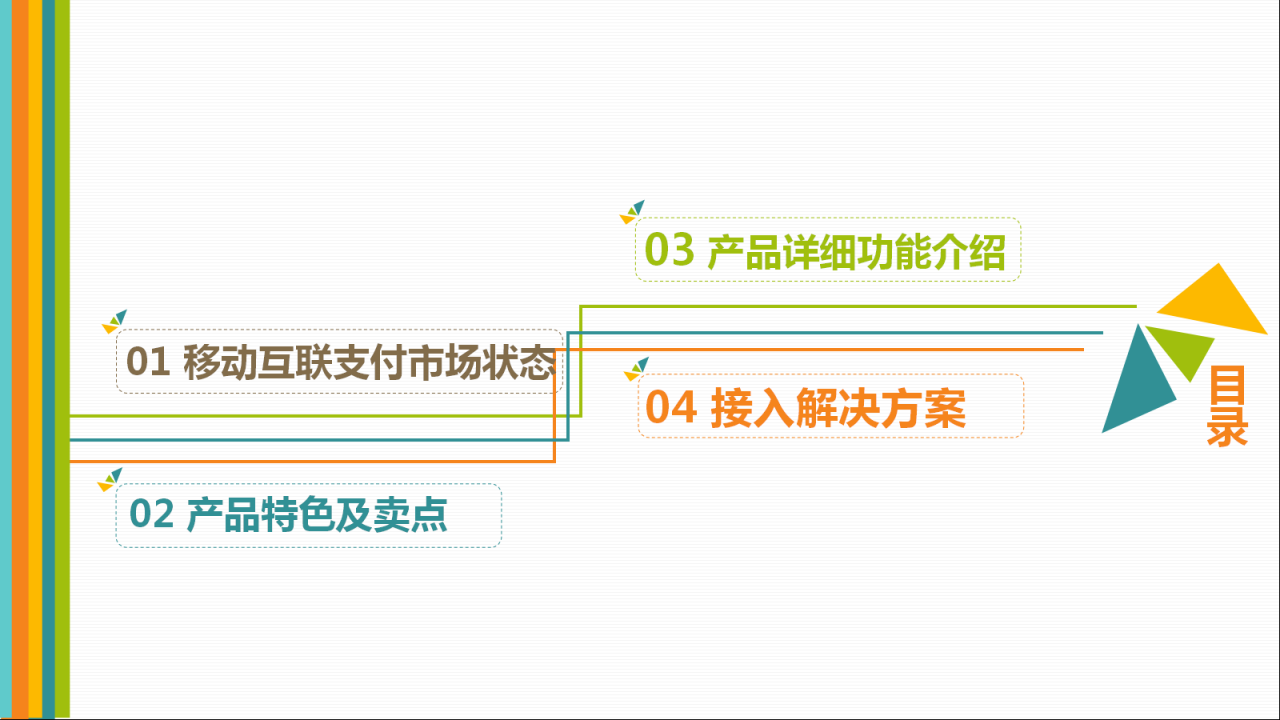 01 移动互联支付市场状态
02 产品特色及卖点
03 产品详细功能介绍
04 接入解决方案
目录